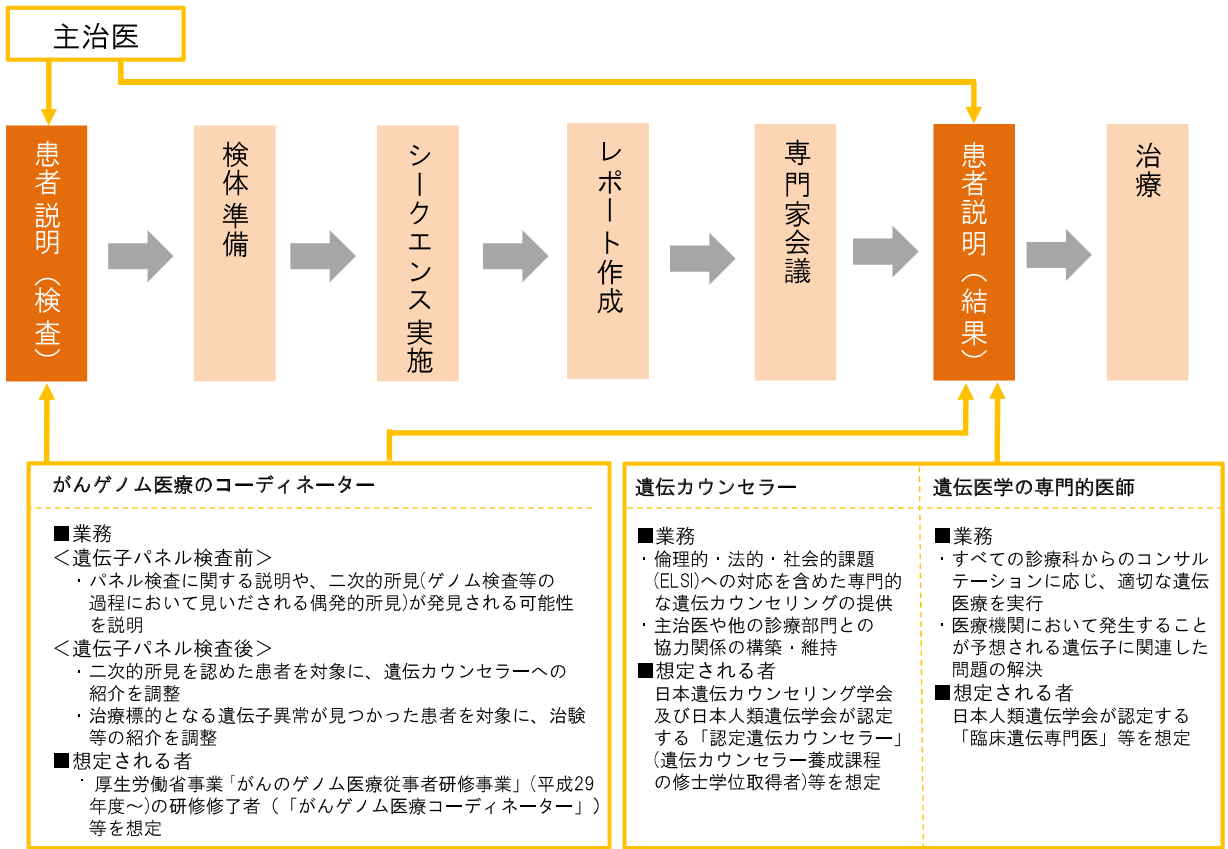 主治医
患者説明（検査）
検体準備
シークエンス実施
レポート作成
専門家会議
患者説明（結果）
治療
がんゲノム医療のコーディネーター
■業務
＜遺伝子パネル検査前＞
・パネル検査に関する説明や、二次的所見(ゲノム検査等の
過程において見いだされる偶発的所見)が発見される可能性
を説明
＜遺伝子パネル検査後＞
・二次的所見を認めた患者を対象に、遺伝カウンセラーへの
紹介を調整
・治療標的となる遺伝子異常が見つかった患者を対象に、治験
等の紹介を調整
■想定される者
・厚生労働省事業「がんのゲノム医療従事者研修事業」(平成29
年度～)の研修修了者（「がんゲノム医療コーディネーター」）
等を想定
遺伝カウンセラー
■業務
・倫理的・法的・社会的課題
(ELSI)への対応を含めた専門的
な遺伝カウンセリングの提供
・主治医や他の診療部門との
協力関係の構築・維持
■想定される者
日本遺伝カウンセリング学会
及び日本人類遺伝学会が認定
する「認定遺伝カウンセラー」
(遺伝カウンセラー養成課程
の修士学位取得者)等を想定
遺伝医学の専門的医師
■業務
・すべての診療科からのコンサル
テーションに応じ、適切な遺伝
医療を実行
・医療機関において発生すること
が予想される遺伝子に関連した
問題の解決
■想定される者
日本人類遺伝学会が認定する
「臨床遺伝専門医」等を想定